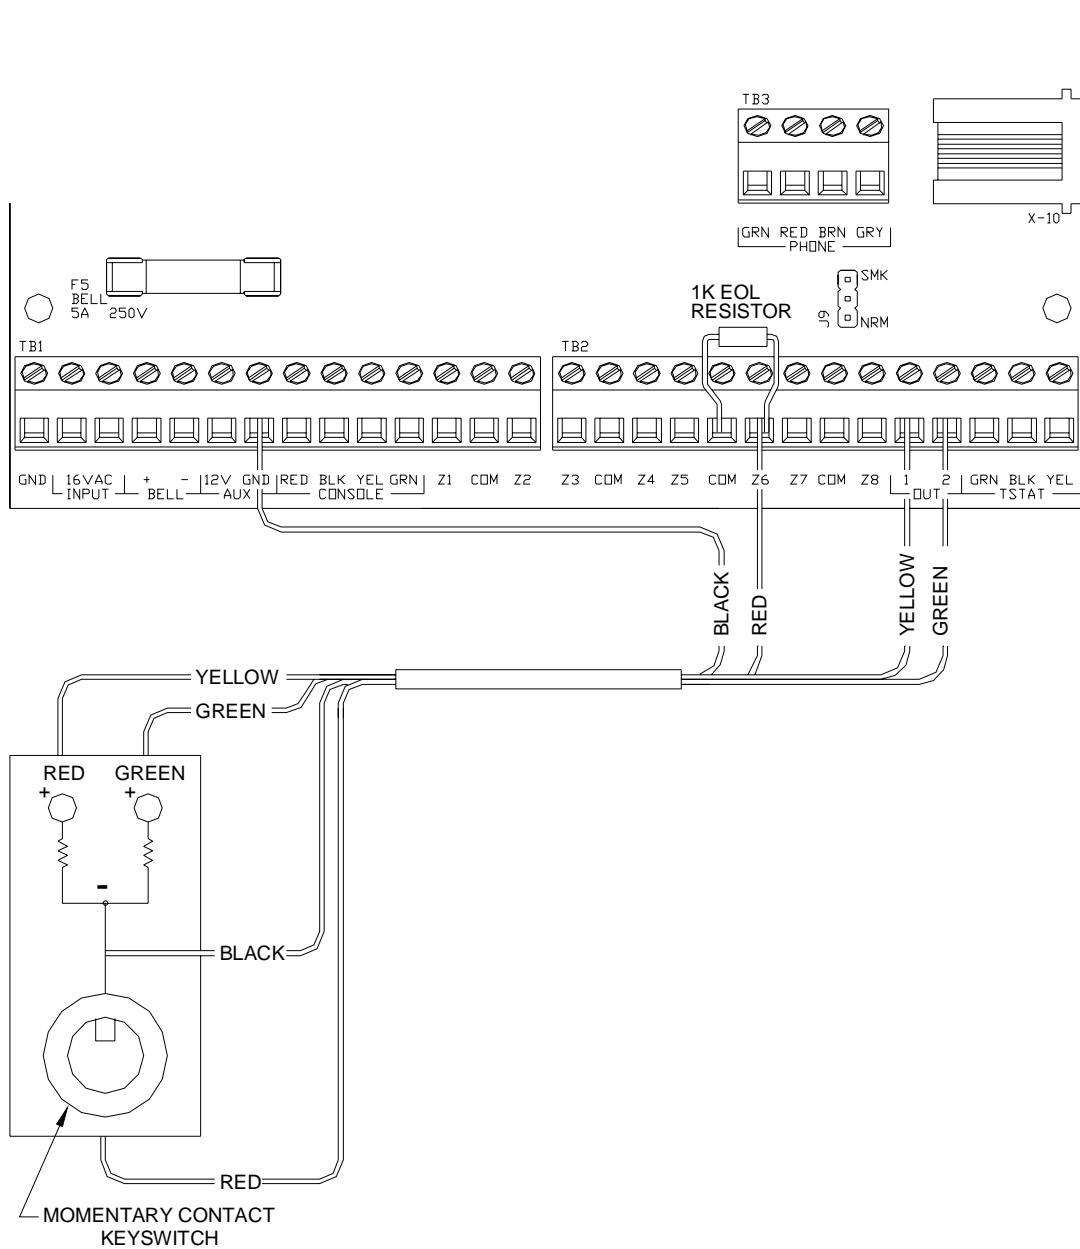 TB3
GRN RED BRN GRY
PHONE
X-10
F5
BELL
5A 250V
SMK
J9
NRM
1K EOL
RESISTOR
TB1
GND 16VAC + - 12V GND RED BLK YEL GRN Z1 COM Z2
INPUT BELL AUX CONSOLE
TB2
Z3 COM Z4 Z5 COM Z6 Z7 COM Z8 1 2 GRN BLK YEL
OUT TSTAT
BLACK
RED
YELLOW
GREEN
YELLOW
GREEN
RED GREEN
+ +
-
BLACK
RED
MOMENTARY CONTACT
KEYSWITCH